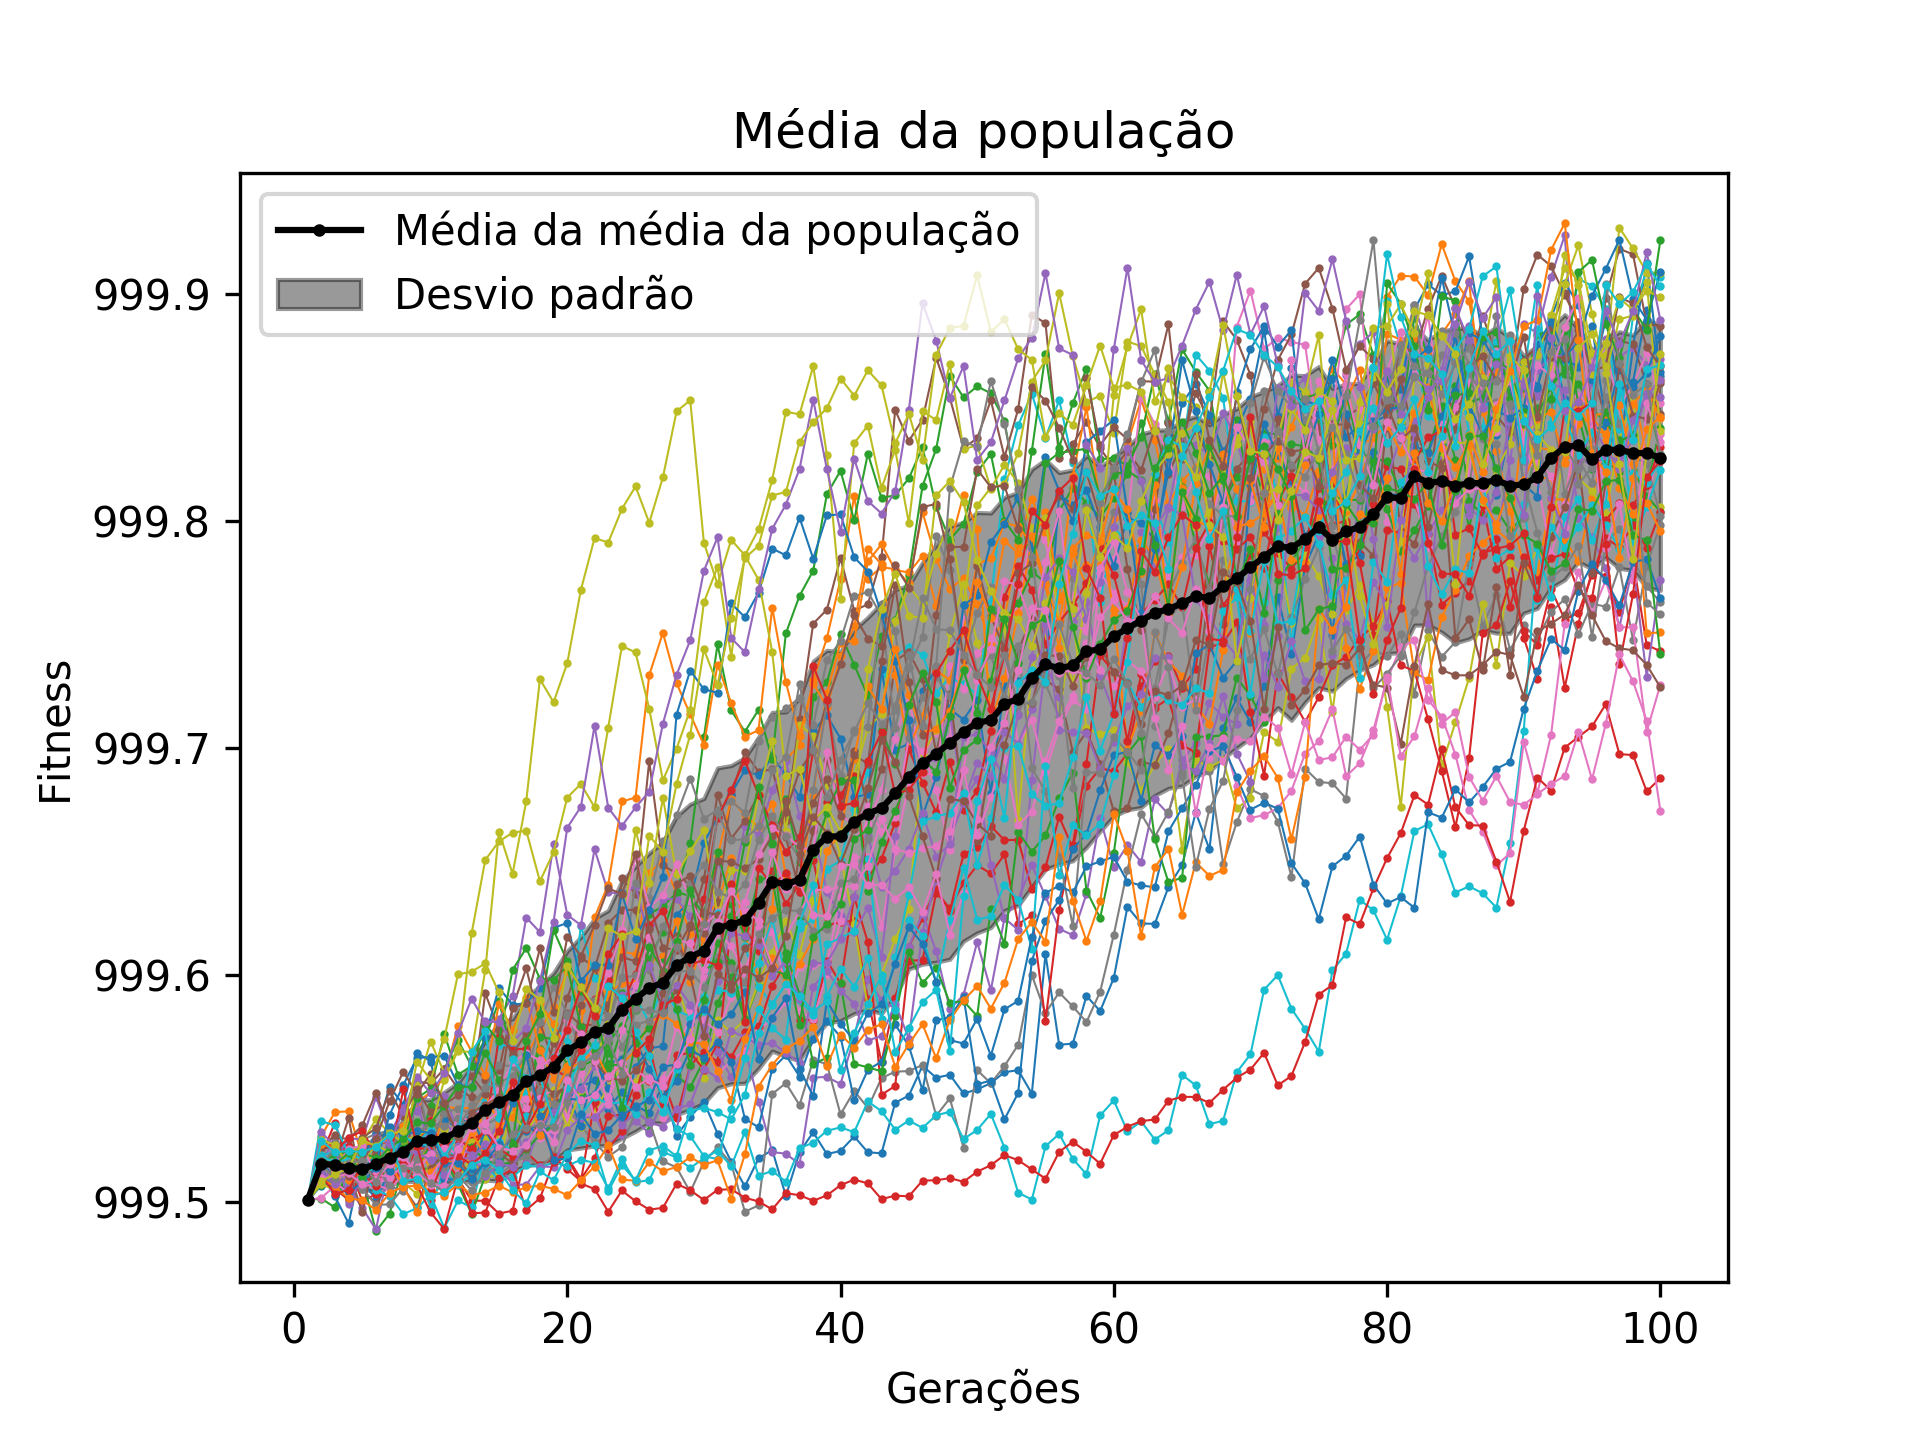 Média da população
Média da média da população
Desvio padrão
Fitness
999.9
999.8
999.7
999.6
999.5
0 20 40 60 80 100
Gerações